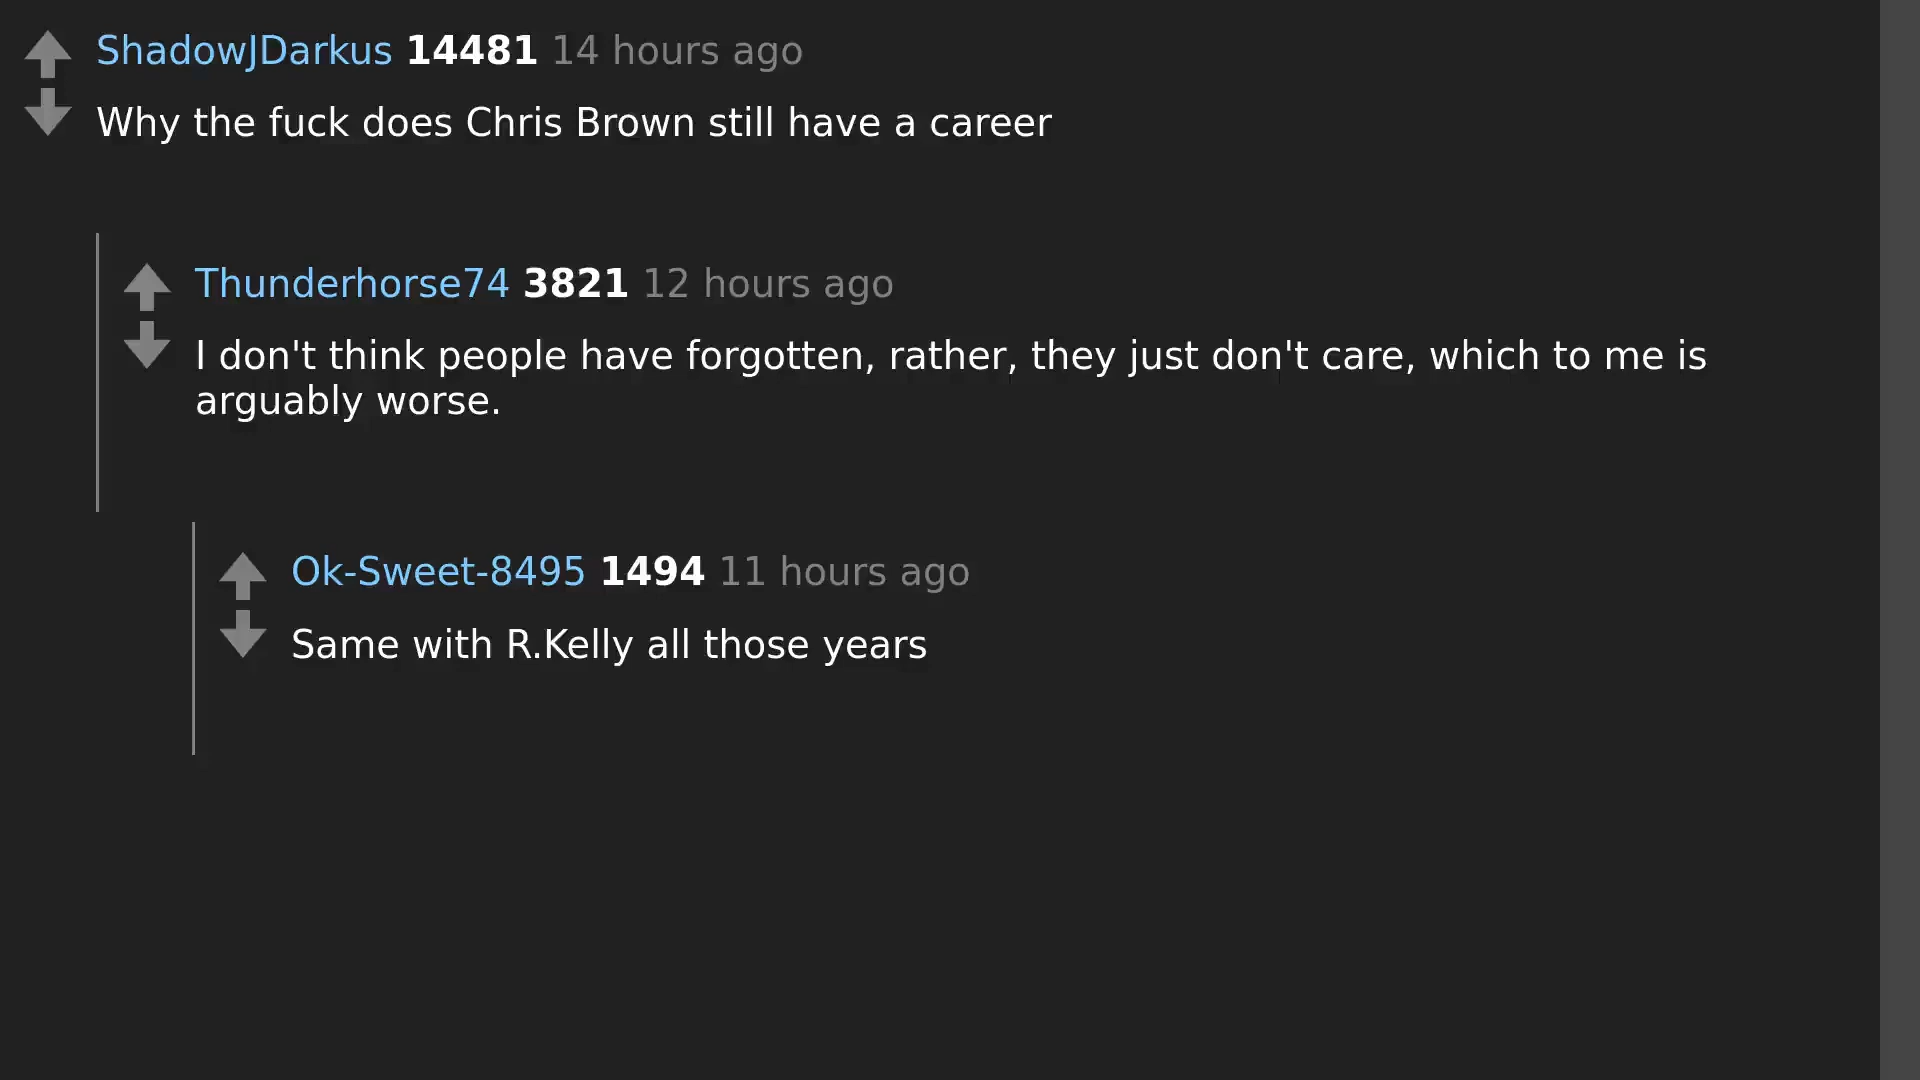 ShadowJDarkus 14481 14 hours ago
Why the fuck does Chris Brown still have a career
Thunderhorse74 3821 12 hours ago
I don't think people have forgotten, rather, they just don't care, which to me is
arguably worse.
Ok-Sweet-8495 1494 11 hours ago
Same with R.Kelly all those years